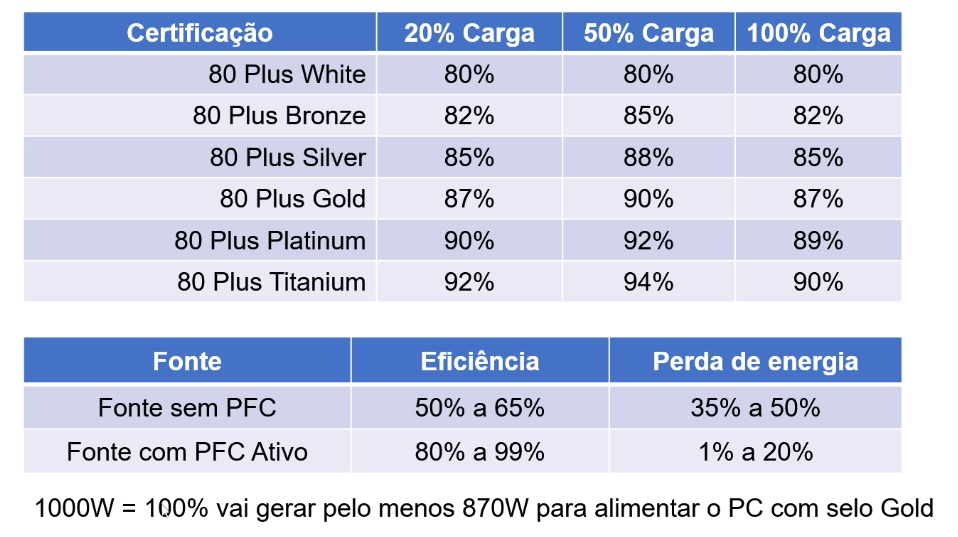 Certificação 20% Carga 50% Carga 100% Carga
80 Plus White 80% 80% 80%
80 Plus Bronze 82% 85% 82%
80 Plus Silver 85% 88% 85%
80 Plus Gold 87% 90% 87%
80 Plus Platinum 90% 92% 89%
80 Plus Titanium 92% 94% 90%
Fonte Eficiência Perda de energia
Fonte sem PFC 50% a 65% 35% a 50%
Fonte com PFC Ativo 80% a 99% 1% a 20%
1000W = 100% vai gerar pelo menos 870W para alimentar o PC com selo Gold